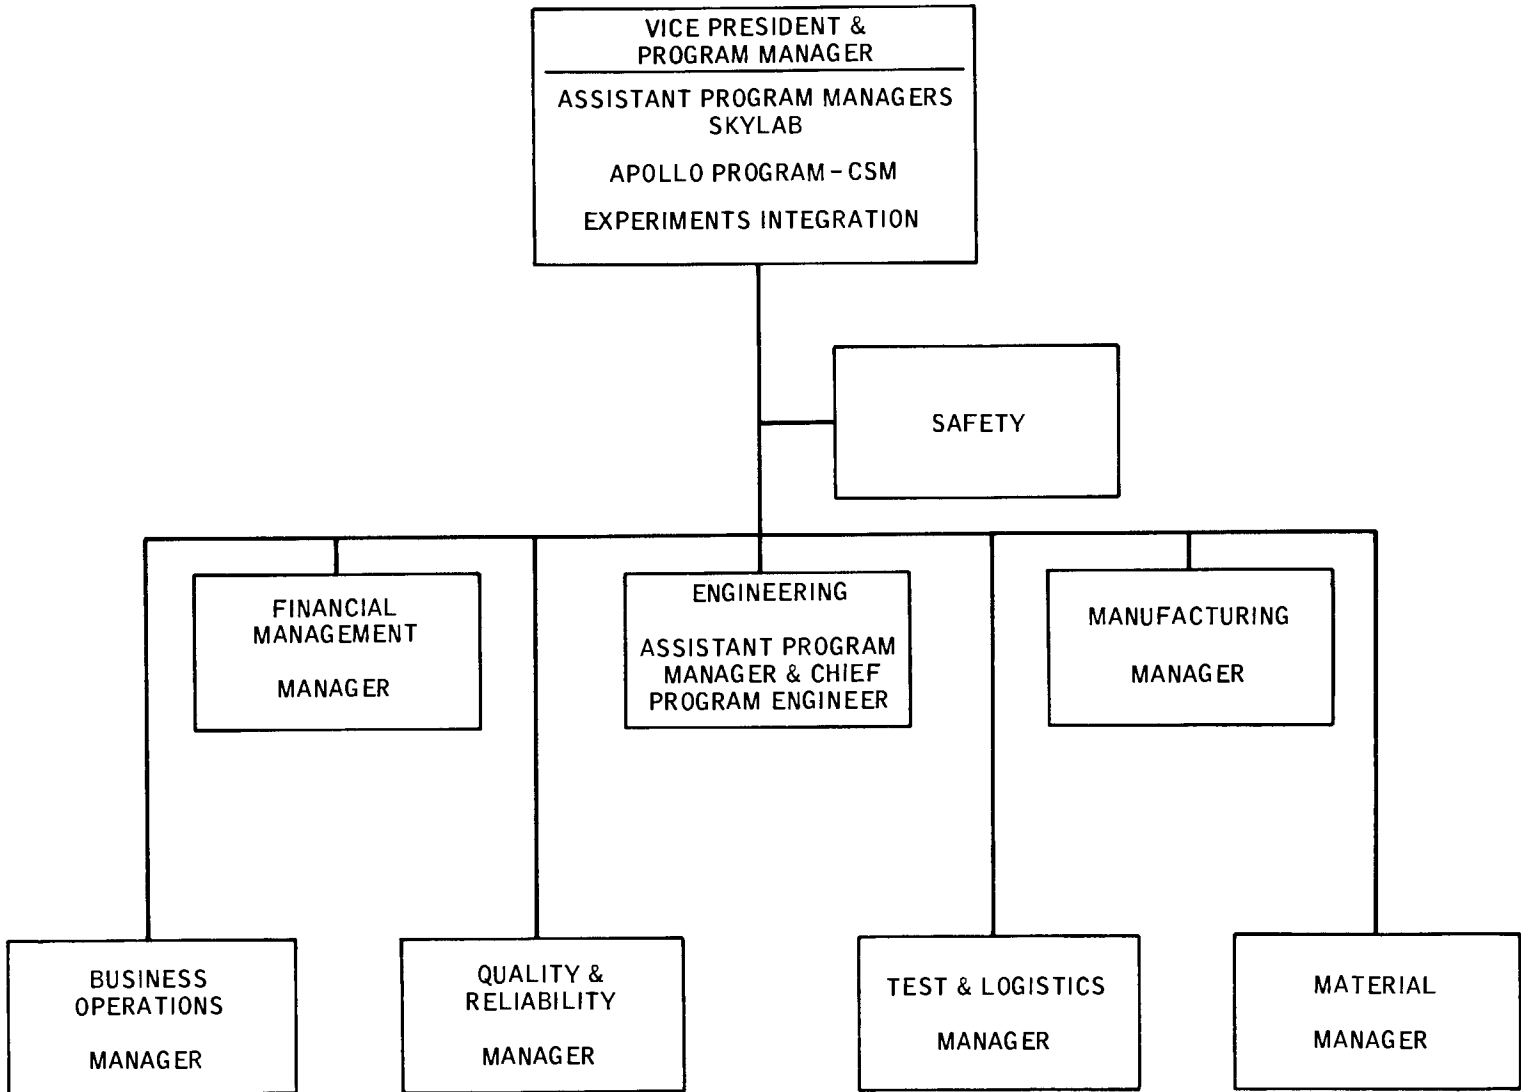 VICE PRESIDENT &
PROGRAM MANAGER
ASSISTANT PROGRAM MANAGERS
SKYLAB
APOLLO PROGRAM-CSM
EXPERIMENTS INTEGRATION
SAFETY
FINANCIAL
MANAGEMENT
MANAGER
ENGINEERING
ASSISTANT PROGRAM
MANAGER & CHIEF
PROGRAM ENGINEER
MANUFACTURING
MANAGER
BUSINESS
OPERATIONS
MANAGER
QUALITY &
RELIABILITY
MANAGER
TEST & LOGISTICS
MANAGER
MATERIAL
MANAGER